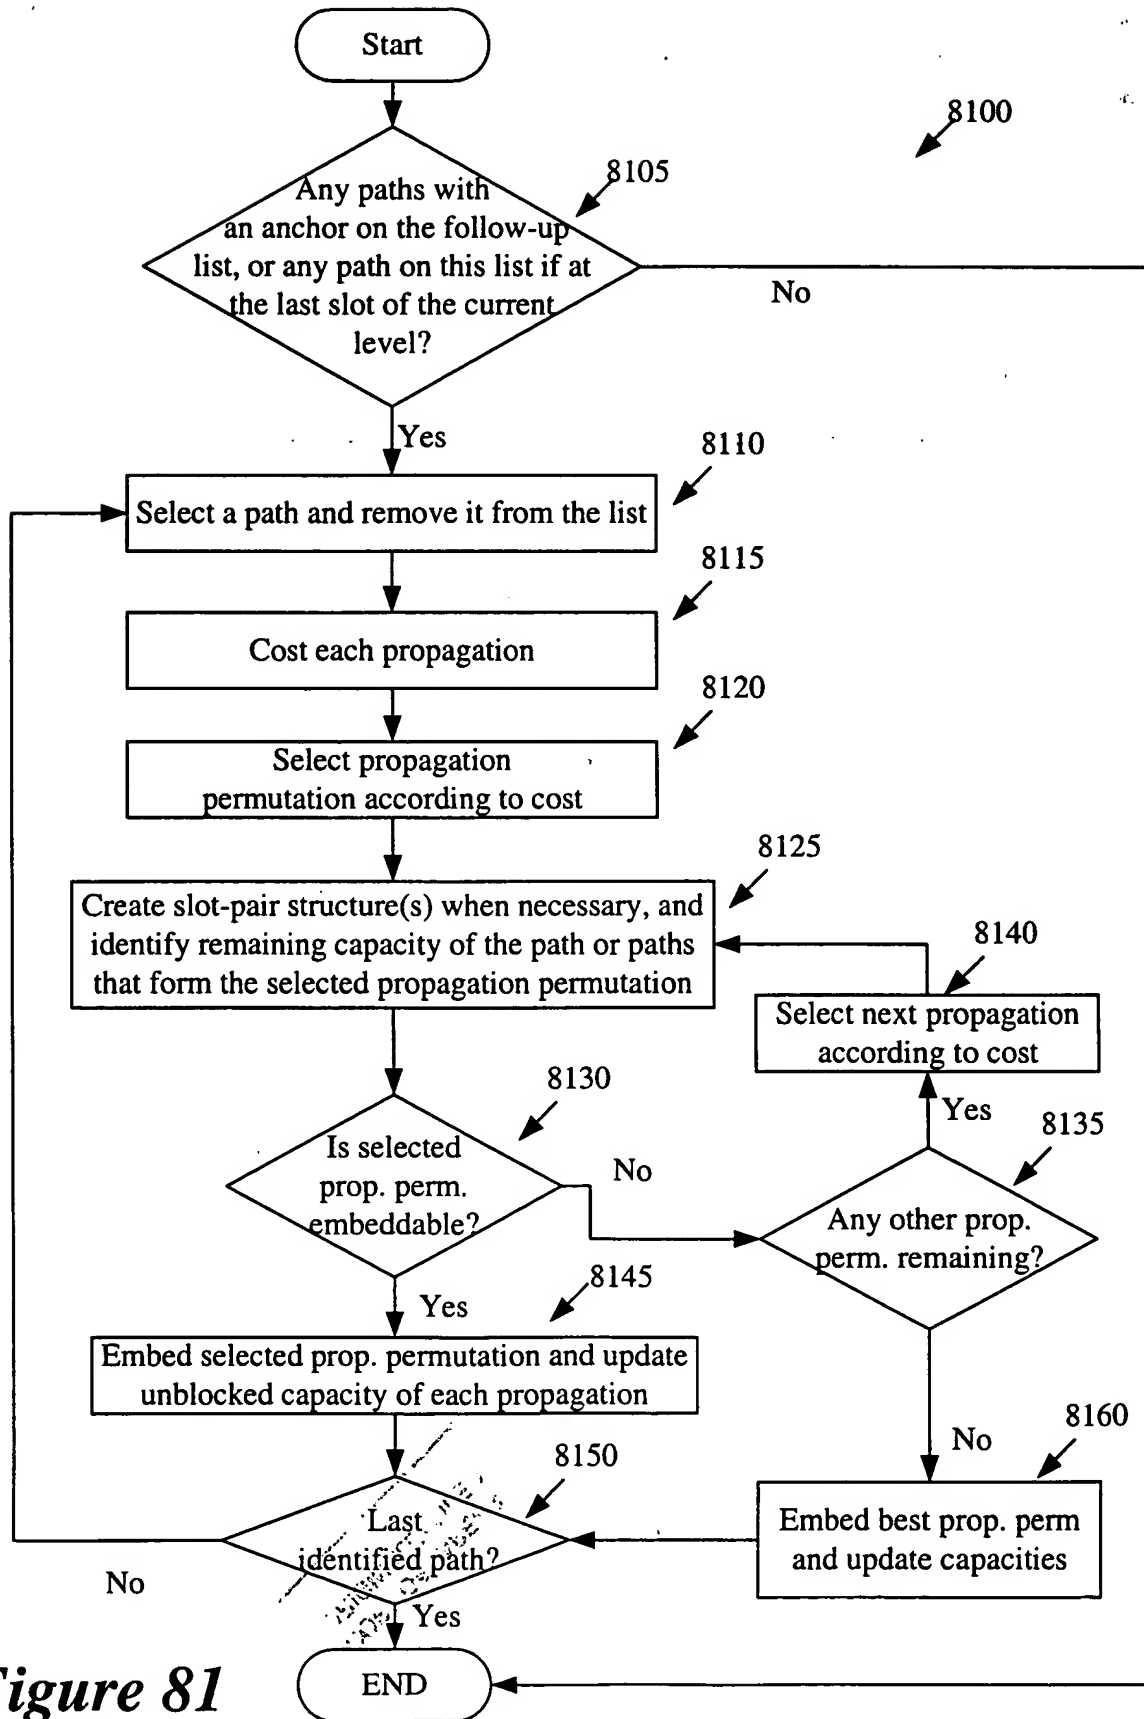 Start
8100
8105
Any paths with
an anchor on the follow-up
list, or any path on this list if at
the last slot of the current
level?
No
Yes
8110
Select a path and remove it from the list
8115
Cost each propagation
8120
Select propagation
permutation according to cost
8125
Create slot-pair structure(s) when necessary, and
identify remaining capacity of the path or paths
that form the selected propagation permutation
8140
Select next propagation
according to cost
8130
Is selected
prop. perm.
embeddable?
No
Yes
8135
Any other prop.
perm. remaining?
Yes
8145
Embed selected prop. permutation and update
unblocked capacity of each propagation
No
8160
Embed best prop. perm
and update capacities
8150
Last
identified path?
No
Yes
END
Figure 81